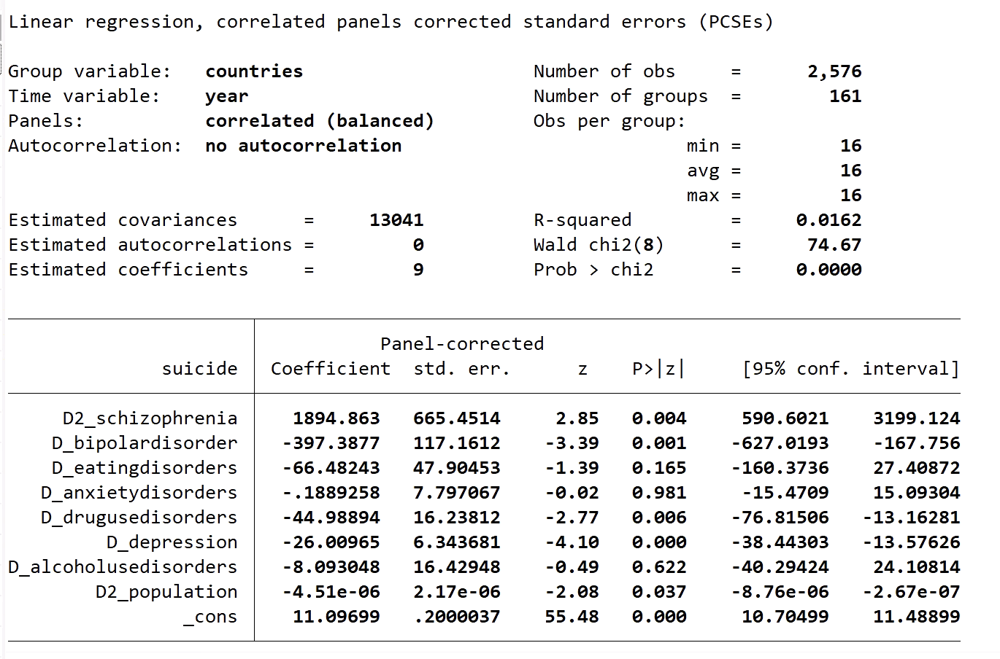 Linear regression, correlated panels corrected standard errors (PCSEs)
Group variable: countries Number of obs = 2,576
Time variable: year Number of groups = 161
Panels: correlated (balanced) Obs per group:
Autocorrelation: no autocorrelation min = 16
avg = 16
max = 16
Estimated covariances = 13041 R-squared = 0.0162
Estimated autocorrelations = 0 Wald chi2(8) = 74.67
Estimated coefficients = 9 Prob > chi2 = 0.0000
Panel-corrected
suicide Coefficient std. err. z P>|z| [95% conf. interval]
D2_schizophrenia 1894.863 665.4514 2.85 0.004 590.6021 3199.124
D_bipolardisorder -397.3877 117.1612 -3.39 0.001 -627.0193 -167.756
D_eatingdisorders -66.48243 47.90453 -1.39 0.165 -160.3736 27.40872
D_anxietydisorders -.1889258 7.797067 -0.02 0.981 -15.4709 15.09304
D_drugusedisorders -44.98894 16.23812 -2.77 0.006 -76.81506 -13.16281
D_depression -26.00965 6.343681 -4.10 0.000 -38.44303 -13.57626
D_alcoholusedisorders -8.093048 16.42948 -0.49 0.622 -40.29424 24.10814
D2_population -4.51e-06 2.17e-06 -2.08 0.037 -8.76e-06 -2.67e-07
_cons 11.09699 .2000037 55.48 0.000 10.70499 11.48899